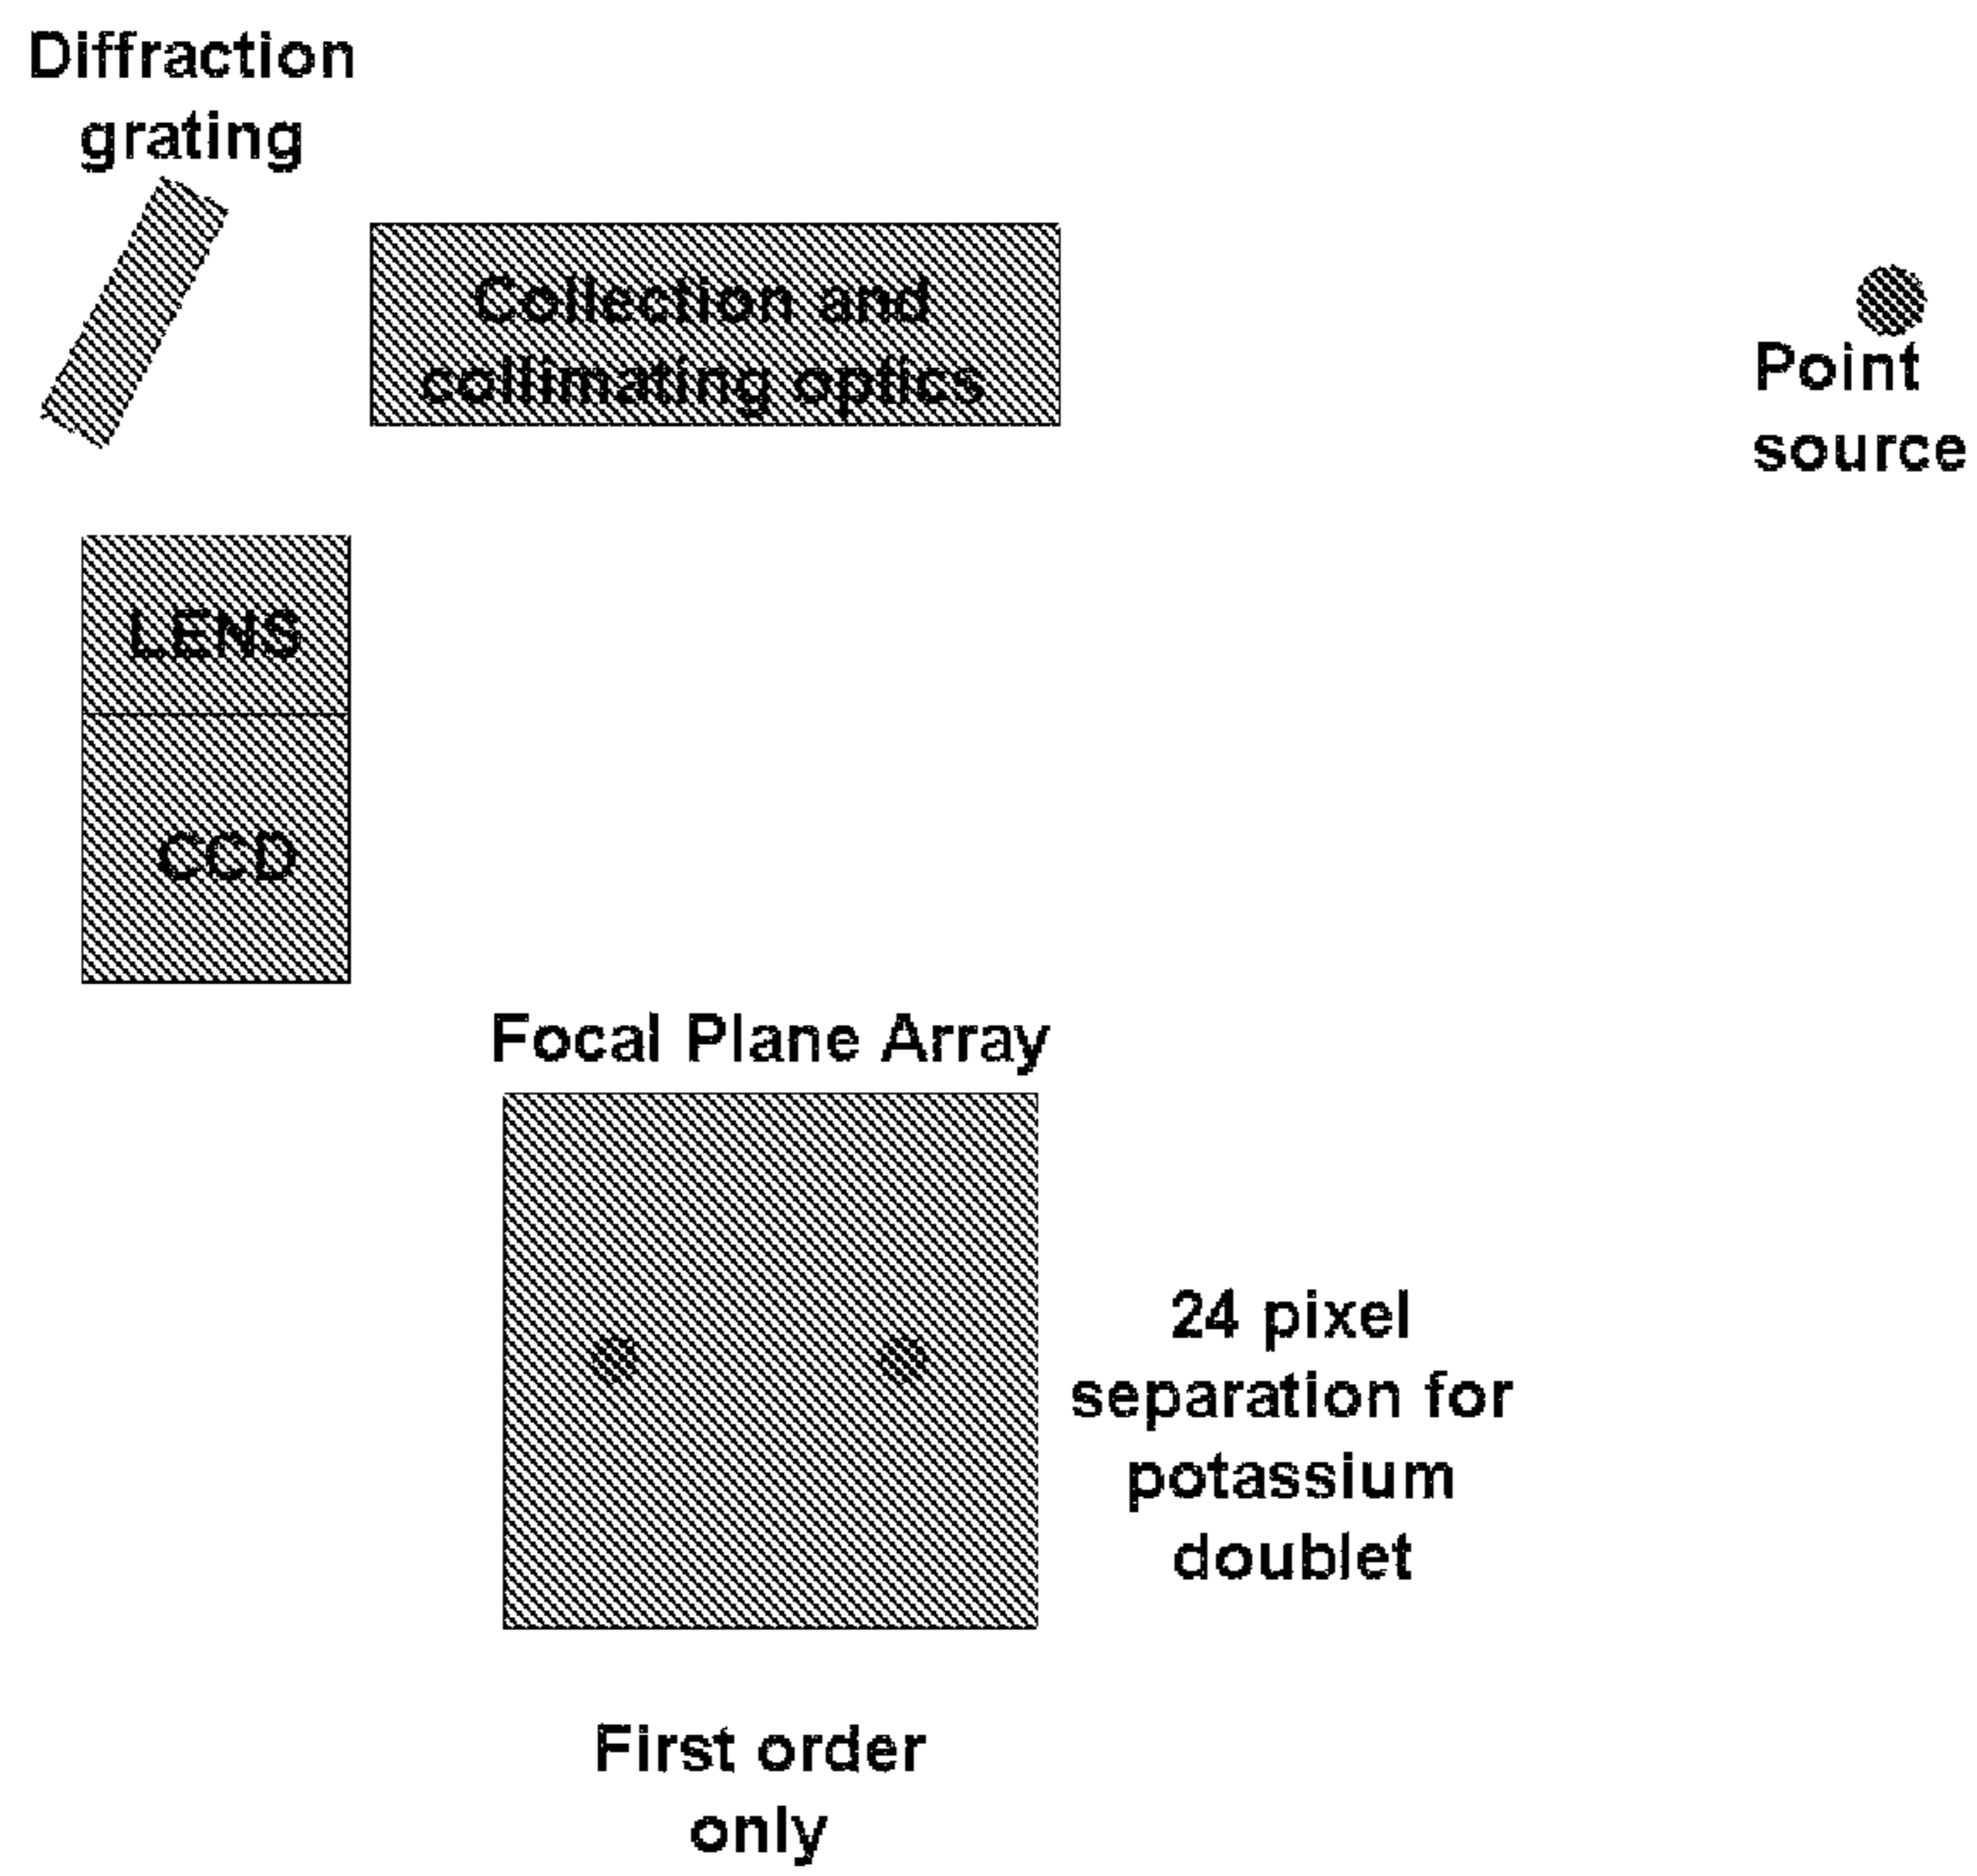 Diffraction
grating
Collection and
collimating optics
Point
source
LENS
CCD
Focal Plane Array
24 pixel
separation for
potassium
doublet
First order
only